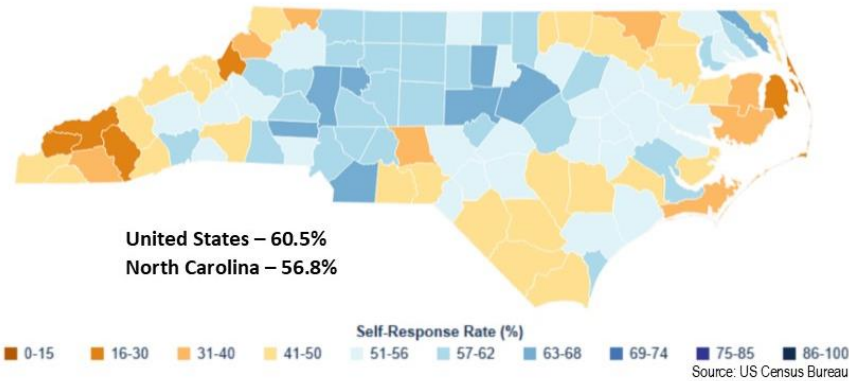 United States – 60.5%
North Carolina – 56.8%
Self-Response Rate (%)
0-15 16-30 31-40 41-50 51-56 57-62 63-68 69-74 75-85 86-100
Source: US Census Bureau